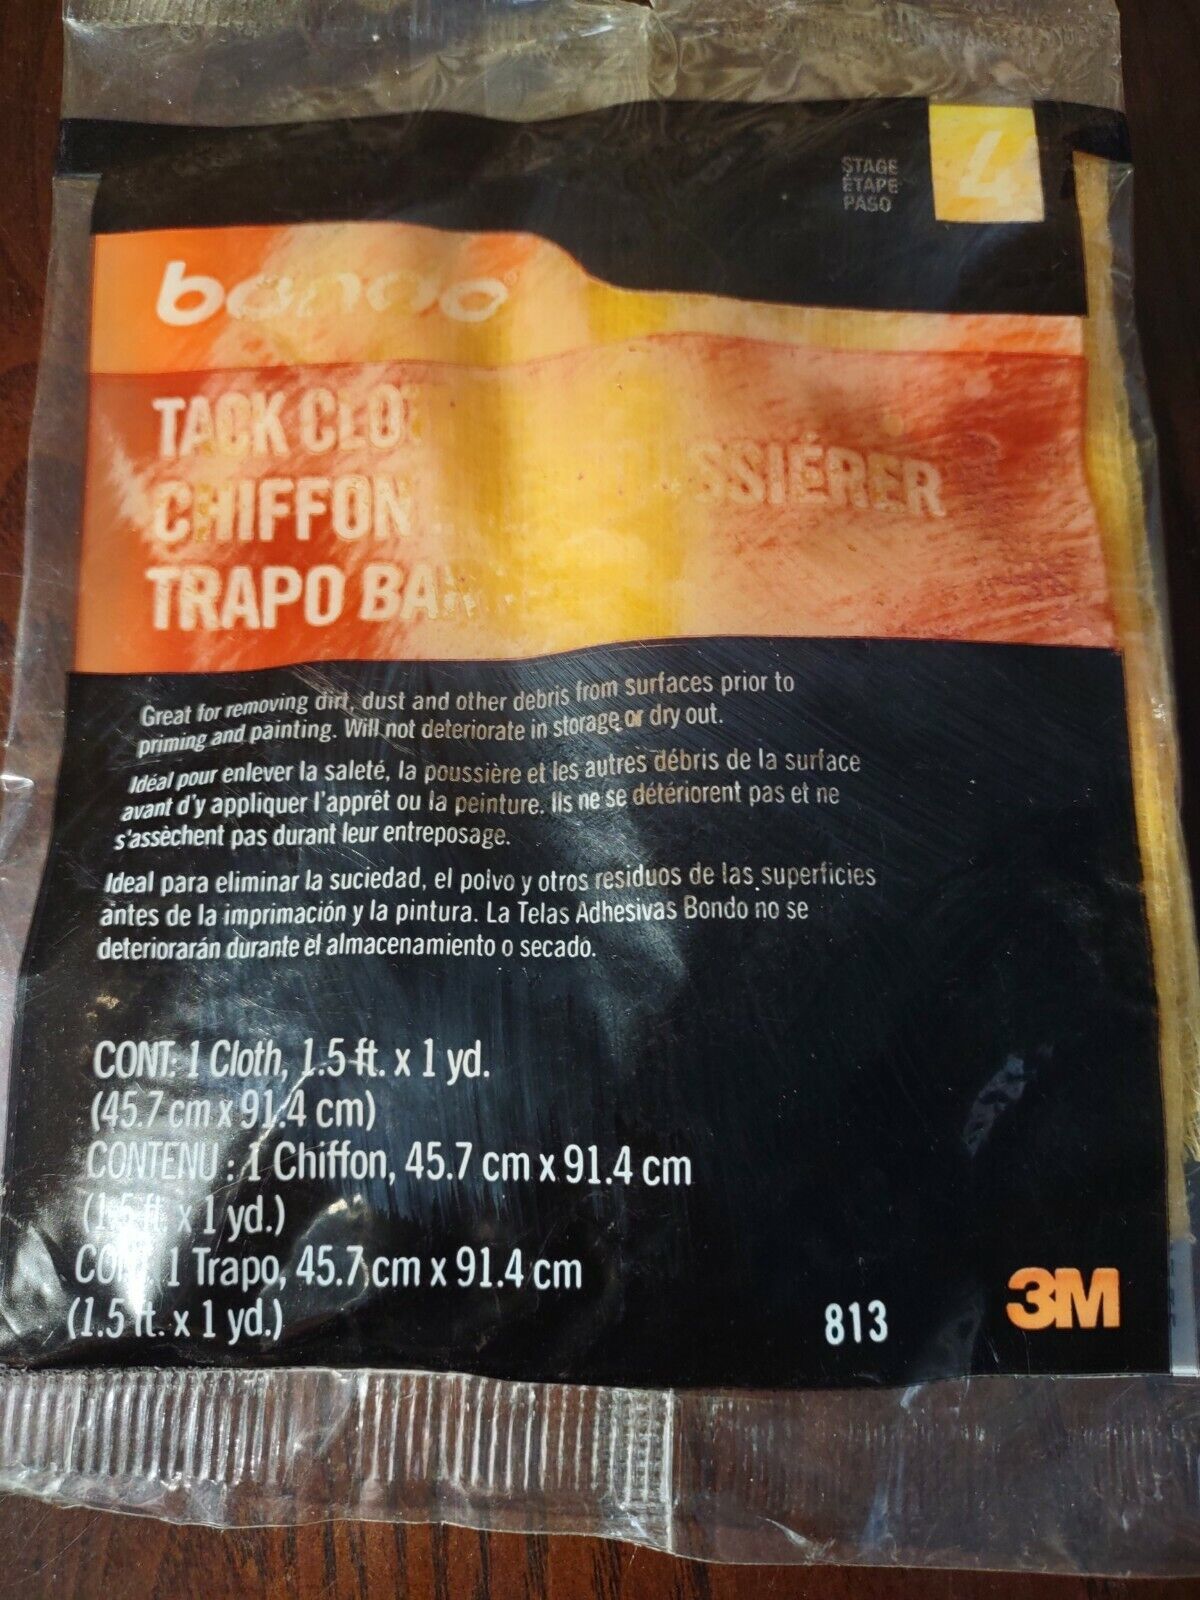 STAGE
ÉTAPE
PASO
4
bondo®
TACK
CHIFFON
TRAPO
Great for removing dirt, dust and other debris from surfaces prior to
priming and painting. Will not deteriorate in storage or dry out.
Idéal pour enlever la saleté, la poussière et les autres débris de la surface
avant d'y appliquer l'apprêt ou la peinture. Ils ne se détériorent pas et ne
s'assèchent pas durant leur entreposage.
Ideal para eliminar la suciedad, el polvo y otros residuos de las superficies
antes de la imprimación y la pintura. La Telas Adhesivas Bondo no se
deteriorarán durante el almacenamiento o secado.
CONT: 1 Cloth, 1.5 ft. x 1 yd.
(45.7 cm x 91.4 cm)
CONTENU : 1 Chiffon, 45.7 cm x 91.4 cm
(1.5 ft. x 1 yd.)
1 Trapo, 45.7 cm x 91.4 cm
(1.5 ft. x 1 yd.)
813
3M